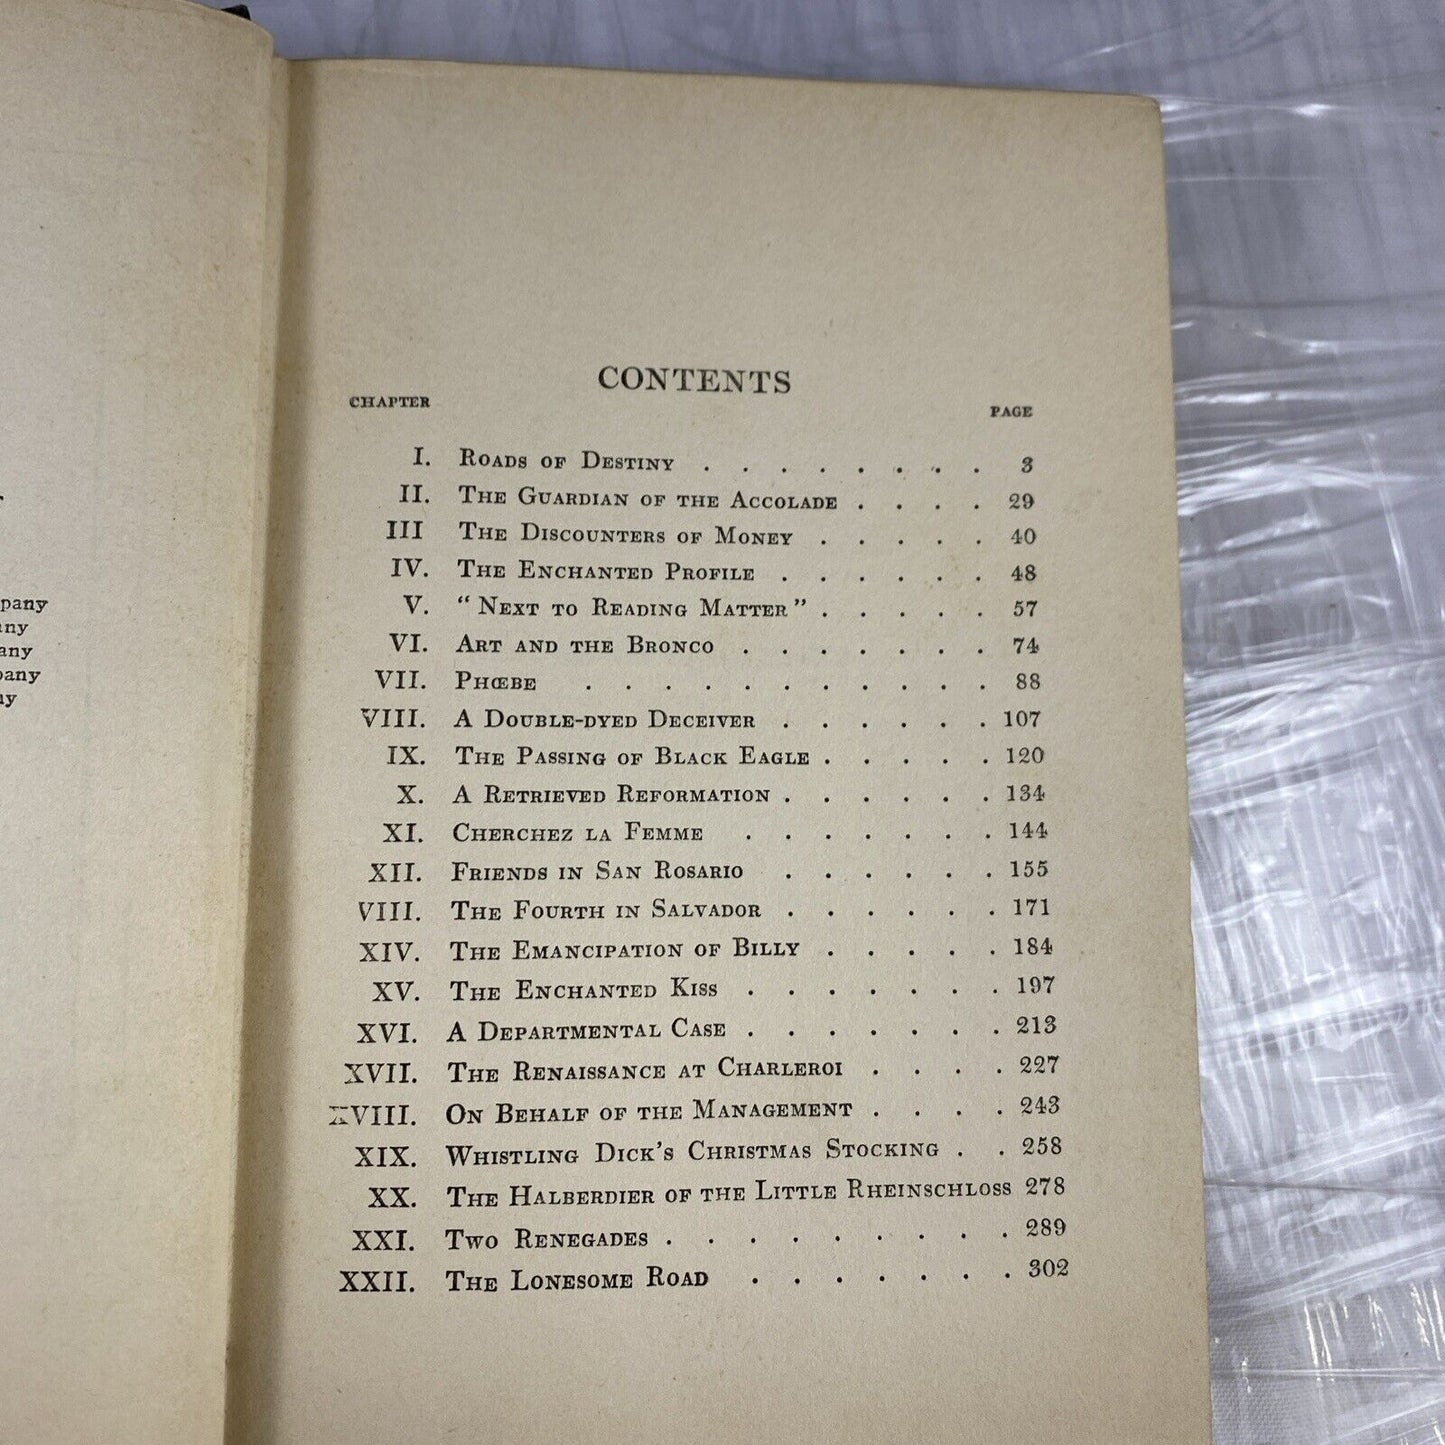 pany
ny
any
pany
y
CONTENTS
CHAPTER PAGE
I. ROADS OF DESTINY . . . . . . . . 3
II. THE GUARDIAN OF THE ACCOLADE . . . . 29
III THE DISCOUNTERS OF MONEY . . . . . 40
IV. THE ENCHANTED PROFILE . . . . . . 48
V. "NEXT TO READING MATTER" . . . . . 57
VI. ART AND THE BRONCO . . . . . . . 74
VII. PHŒBE . . . . . . . . . . . 88
VIII. A DOUBLE-DYED DECEIVER . . . . . . 107
IX. THE PASSING OF BLACK EAGLE . . . . . 120
X. A RETRIEVED REFORMATION . . . . . . 134
XI. CHERCHEZ LA FEMME . . . . . . . 144
XII. FRIENDS IN SAN ROSARIO . . . . . . 155
VIII. THE FOURTH IN SALVADOR . . . . . . 171
XIV. THE EMANCIPATION OF BILLY . . . . . 184
XV. THE ENCHANTED KISS . . . . . . . 197
XVI. A DEPARTMENTAL CASE . . . . . . . 213
XVII. THE RENAISSANCE AT CHARLEROI . . . . 227
XVIII. ON BEHALF OF THE MANAGEMENT . . . . 243
XIX. WHISTLING DICK'S CHRISTMAS STOCKING . . 258
XX. THE HALBERDIER OF THE LITTLE RHEINSCHLOSS 278
XXI. TWO RENEGADES . . . . . . . . . 289
XXII. THE LONESOME ROAD . . . . . . . 302